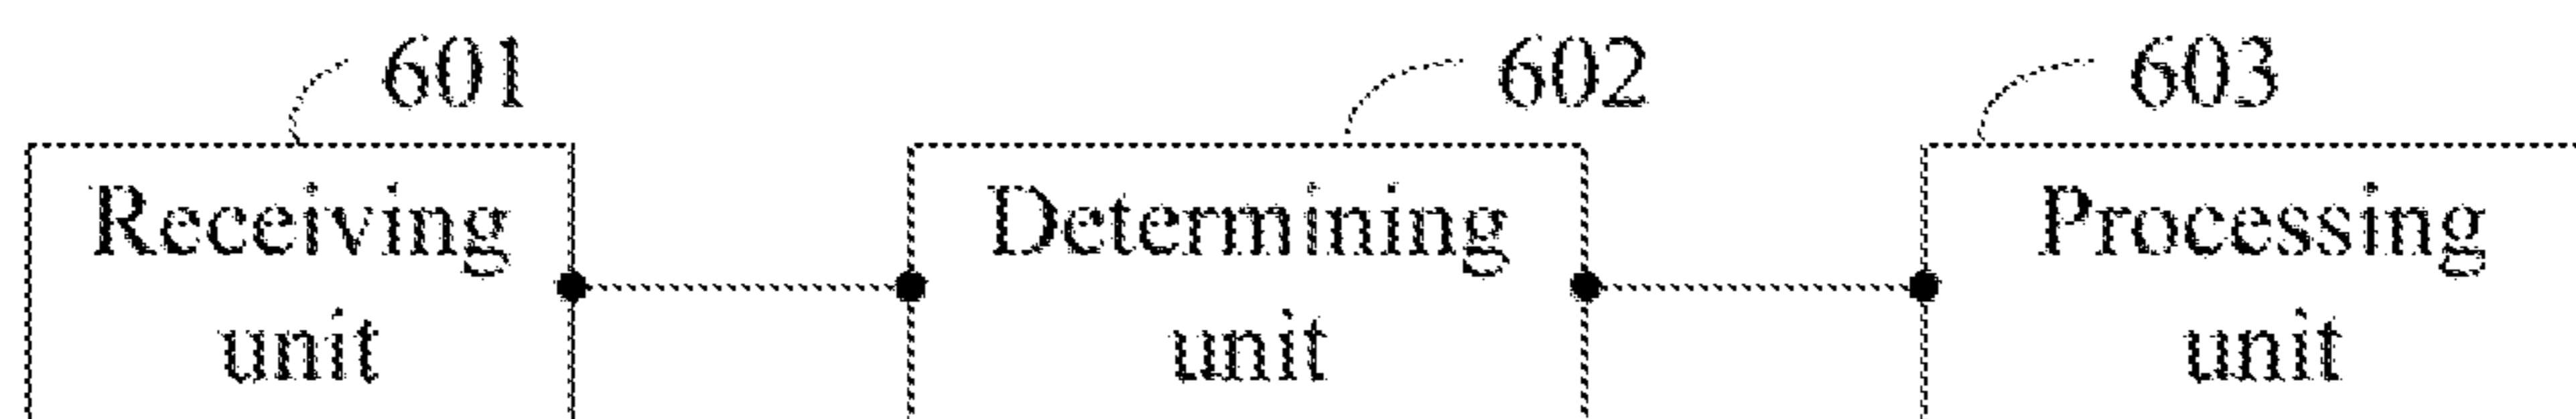 601 602 603
Receiving Determining Processing
unit unit unit